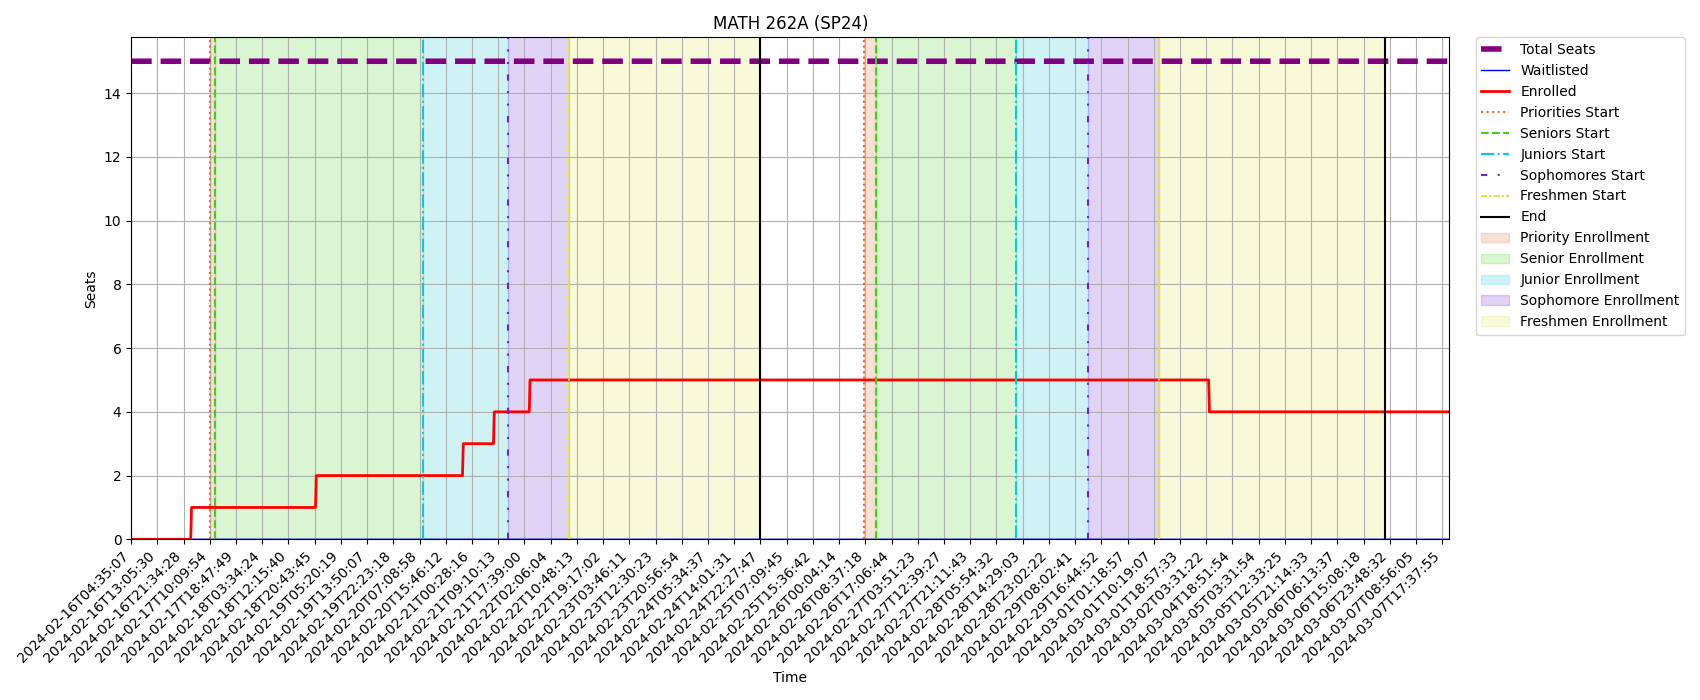 MATH 262A (SP24)
Total Seats
Waitlisted
Enrolled
Priorities Start
Seniors Start
Juniors Start
Sophomores Start
Freshmen Start
End
Priority Enrollment
Senior Enrollment
Junior Enrollment
Sophomore Enrollment
Freshmen Enrollment
Seats
14
12
10
8
6
4
2
0
2024-02-16T04:35:07
2024-02-16T13:05:30
2024-02-16T21:34:28
2024-02-17T10:09:54
2024-02-17T18:47:49
2024-02-18T03:34:24
2024-02-18T12:15:40
2024-02-18T20:43:45
2024-02-19T05:20:19
2024-02-19T13:50:07
2024-02-19T22:23:18
2024-02-20T07:08:58
2024-02-20T15:46:12
2024-02-21T00:28:16
2024-02-21T09:10:13
2024-02-21T17:39:00
2024-02-22T02:06:04
2024-02-22T10:48:13
2024-02-22T19:17:02
2024-02-23T03:46:11
2024-02-23T12:30:23
2024-02-23T20:56:54
2024-02-24T05:34:37
2024-02-24T14:01:31
2024-02-24T22:27:47
2024-02-25T07:09:45
2024-02-25T15:36:42
2024-02-26T00:04:14
2024-02-26T08:37:18
2024-02-26T17:06:44
2024-02-27T03:51:23
2024-02-27T12:39:27
2024-02-27T21:11:43
2024-02-28T05:54:32
2024-02-28T14:29:03
2024-02-28T23:02:22
2024-02-29T08:02:41
2024-02-29T16:44:52
2024-03-01T01:18:57
2024-03-01T10:19:07
2024-03-01T18:57:33
2024-03-02T03:31:22
2024-03-04T18:51:54
2024-03-05T03:31:54
2024-03-05T12:33:25
2024-03-05T21:14:33
2024-03-06T06:13:37
2024-03-06T15:08:18
2024-03-06T23:48:32
2024-03-07T08:56:05
2024-03-07T17:37:55
Time